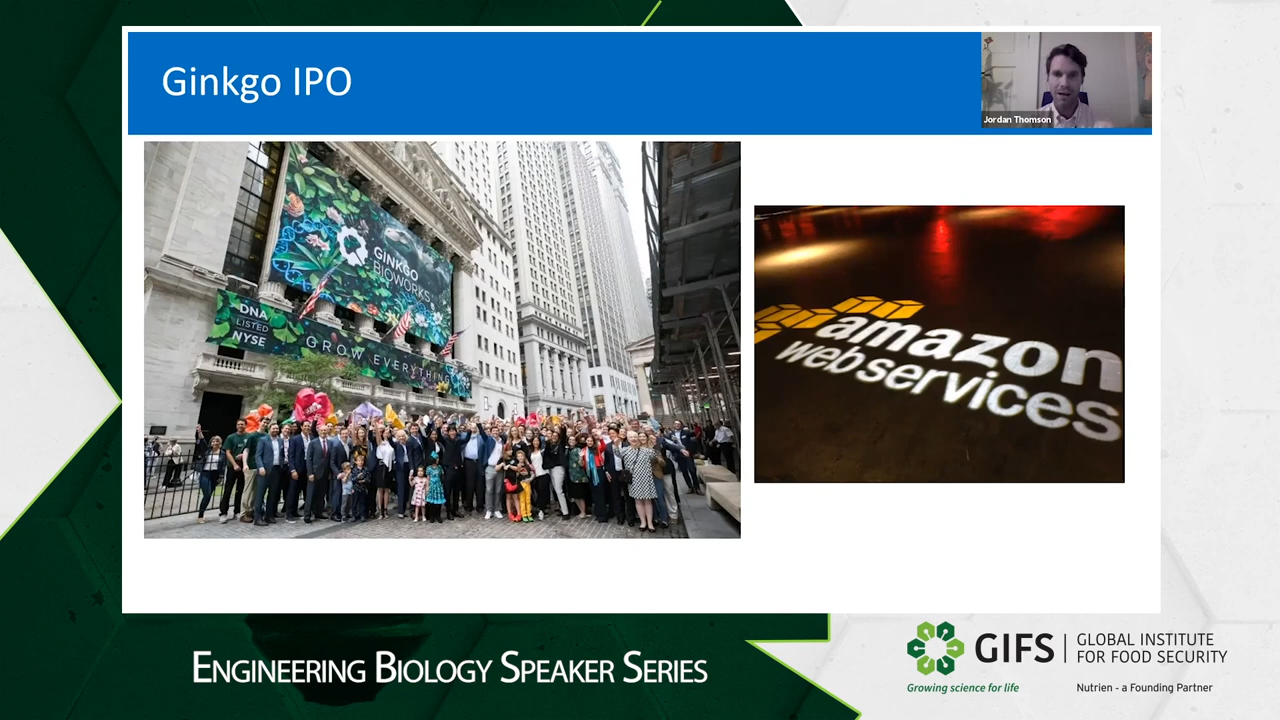 Ginkgo IPO
Jordan Thomson
GINKGO
BIOWORKS
DNA
LISTED
NYSE
GROW EVERYTHING
amazon
webservices
ENGINEERING BIOLOGY SPEAKER SERIES
GIFS
GLOBAL INSTITUTE
FOR FOOD SECURITY
Growing science for life
Nutrien - a Founding Partner